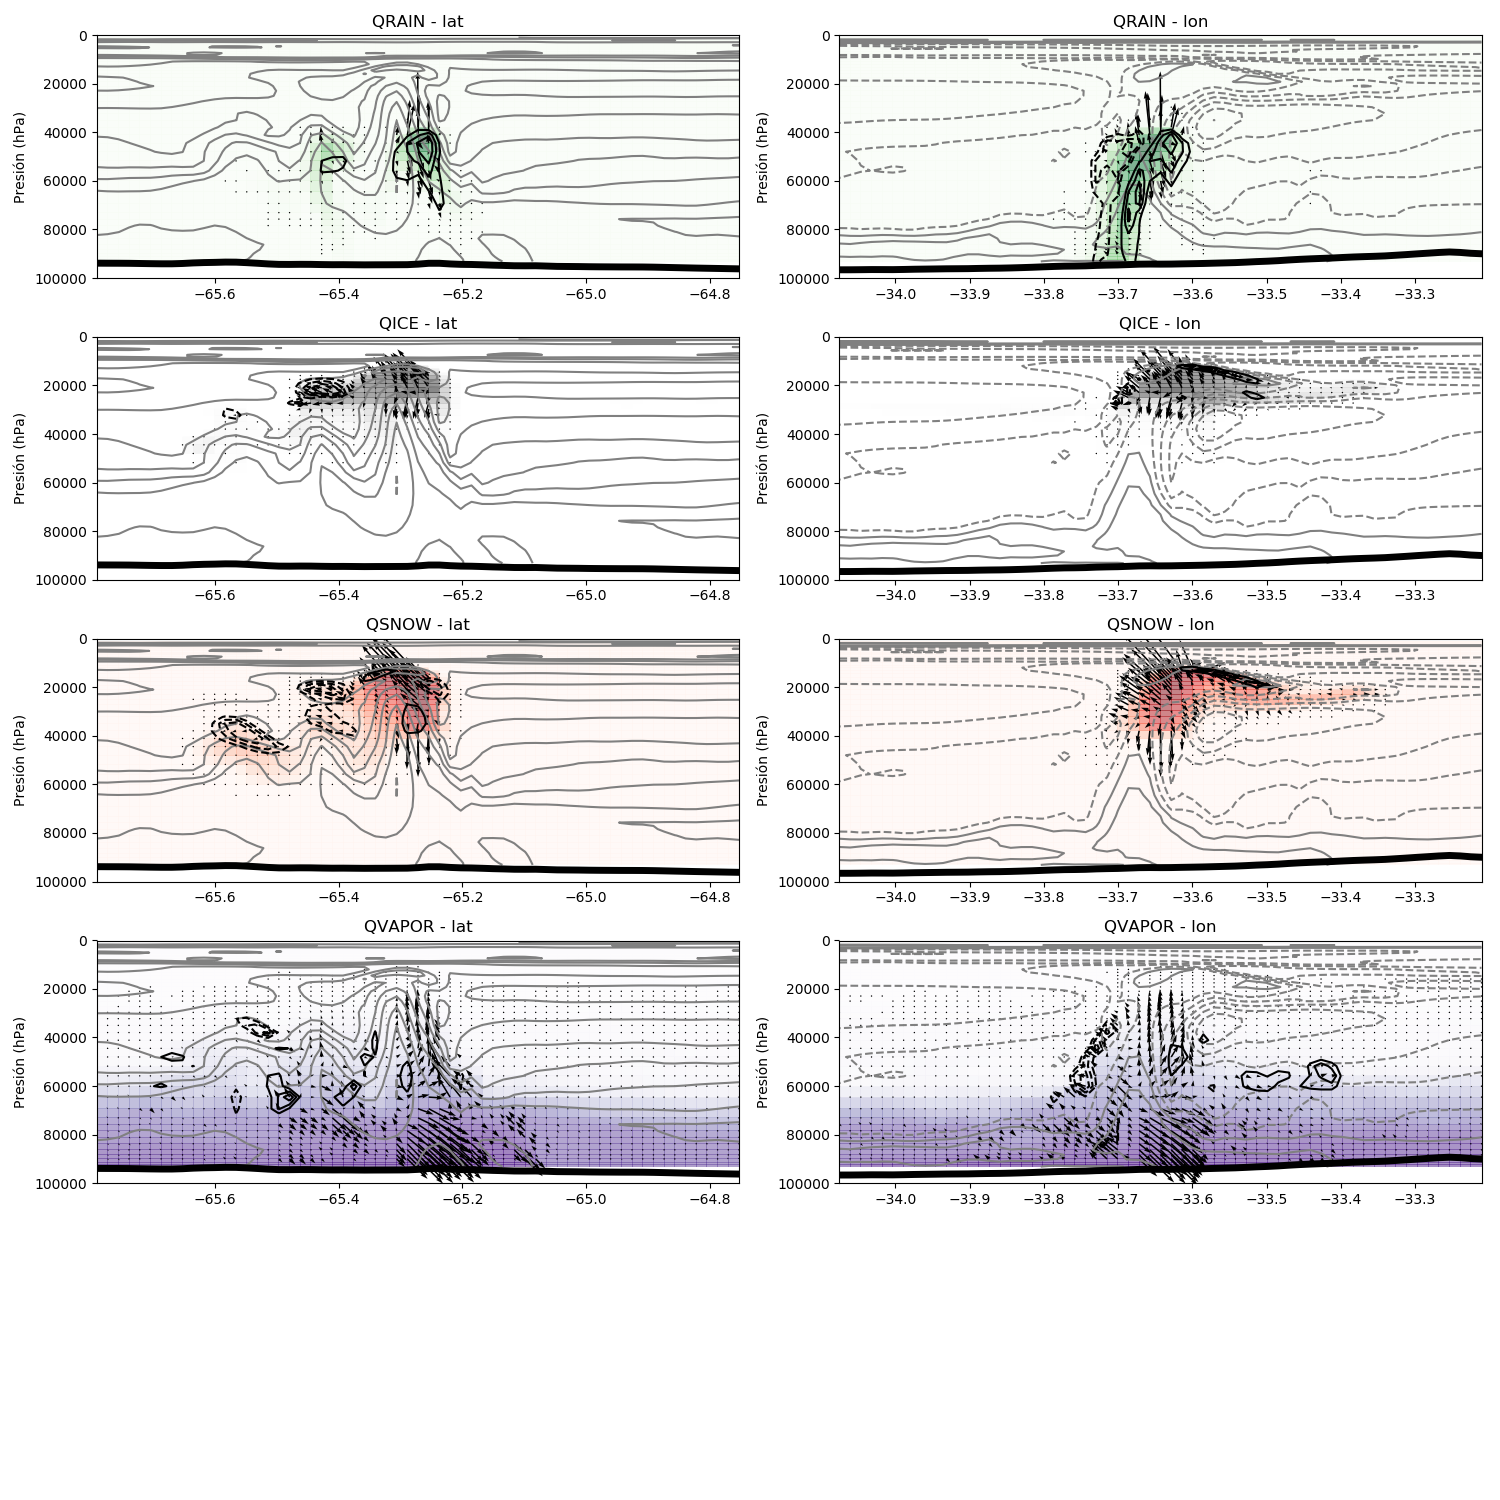 QRAIN - lat
Presión (hPa)
0
20000
40000
60000
80000
100000
−65.6 −65.4 −65.2 −65.0 −64.8
QRAIN - lon
Presión (hPa)
0
20000
40000
60000
80000
100000
−34.0 −33.9 −33.8 −33.7 −33.6 −33.5 −33.4 −33.3
QICE - lat
Presión (hPa)
0
20000
40000
60000
80000
100000
−65.6 −65.4 −65.2 −65.0 −64.8
QICE - lon
Presión (hPa)
0
20000
40000
60000
80000
100000
−34.0 −33.9 −33.8 −33.7 −33.6 −33.5 −33.4 −33.3
QSNOW - lat
Presión (hPa)
0
20000
40000
60000
80000
100000
−65.6 −65.4 −65.2 −65.0 −64.8
QSNOW - lon
Presión (hPa)
0
20000
40000
60000
80000
100000
−34.0 −33.9 −33.8 −33.7 −33.6 −33.5 −33.4 −33.3
QVAPOR - lat
Presión (hPa)
0
20000
40000
60000
80000
100000
−65.6 −65.4 −65.2 −65.0 −64.8
QVAPOR - lon
Presión (hPa)
0
20000
40000
60000
80000
100000
−34.0 −33.9 −33.8 −33.7 −33.6 −33.5 −33.4 −33.3